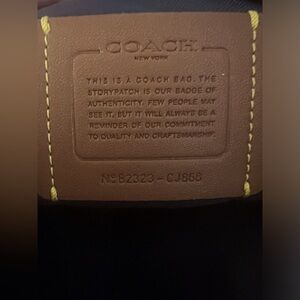 COACH
NEW YORK
THIS IS A COACH BAG. THE
STORYPATCH IS OUR BADGE OF
AUTHENTICITY. FEW PEOPLE MAY
SEE IT, BUT IT WILL ALWAYS BE A
REMINDER OF OUR COMMITMENT
TO QUALITY AND CRAFTSMANSHIP.
Nº B2323-CJ868